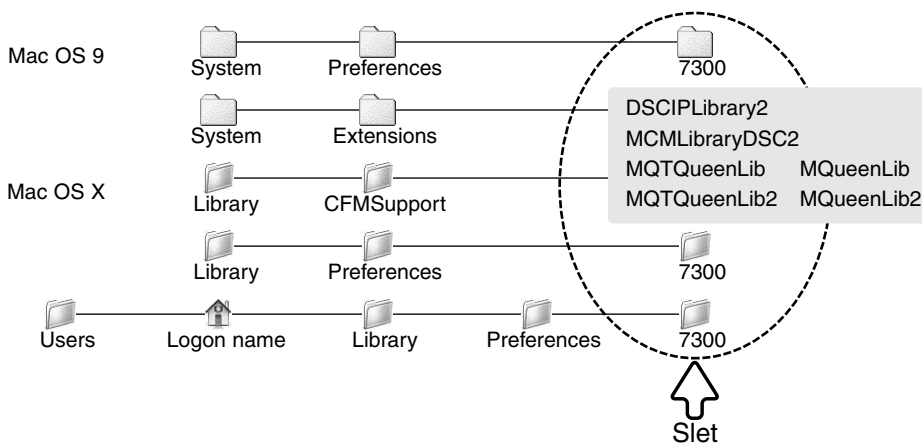 Mac OS 9
System Preferences 7300
System Extensions
DSCIPLibrary2
MCMLibraryDSC2
MQTQueenLib MQueenLib
MQTQueenLib2 MQueenLib2
Mac OS X
Library CFMSupport
Library Preferences 7300
Users Logon name Library Preferences 7300
Slet